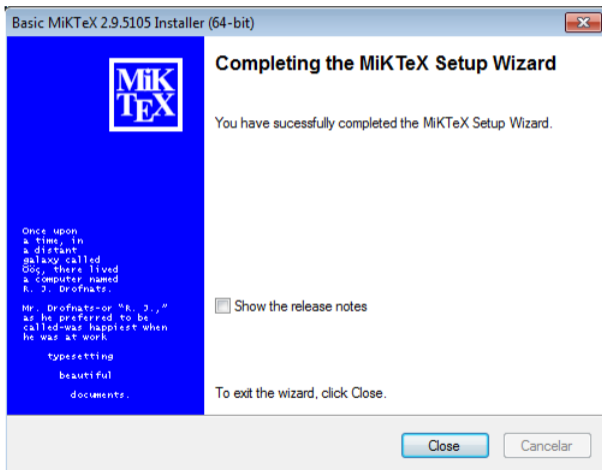 Basic MiKTeX 2.9.5105 Installer (64-bit)
MiK
TEX
Completing the MiKTeX Setup Wizard
You have sucessfully completed the MiKTeX Setup Wizard.
Once upon
a time, in
a distant
galaxy called
Ööç, there lived
a computer named
R. J. Drofnats.
Mr. Drofnats-or “R. J.,”
as he preferred to be
called-was happiest when
he was at work
typesetting
beautiful
documents.
Show the release notes
To exit the wizard, click Close.
Close
Cancelar